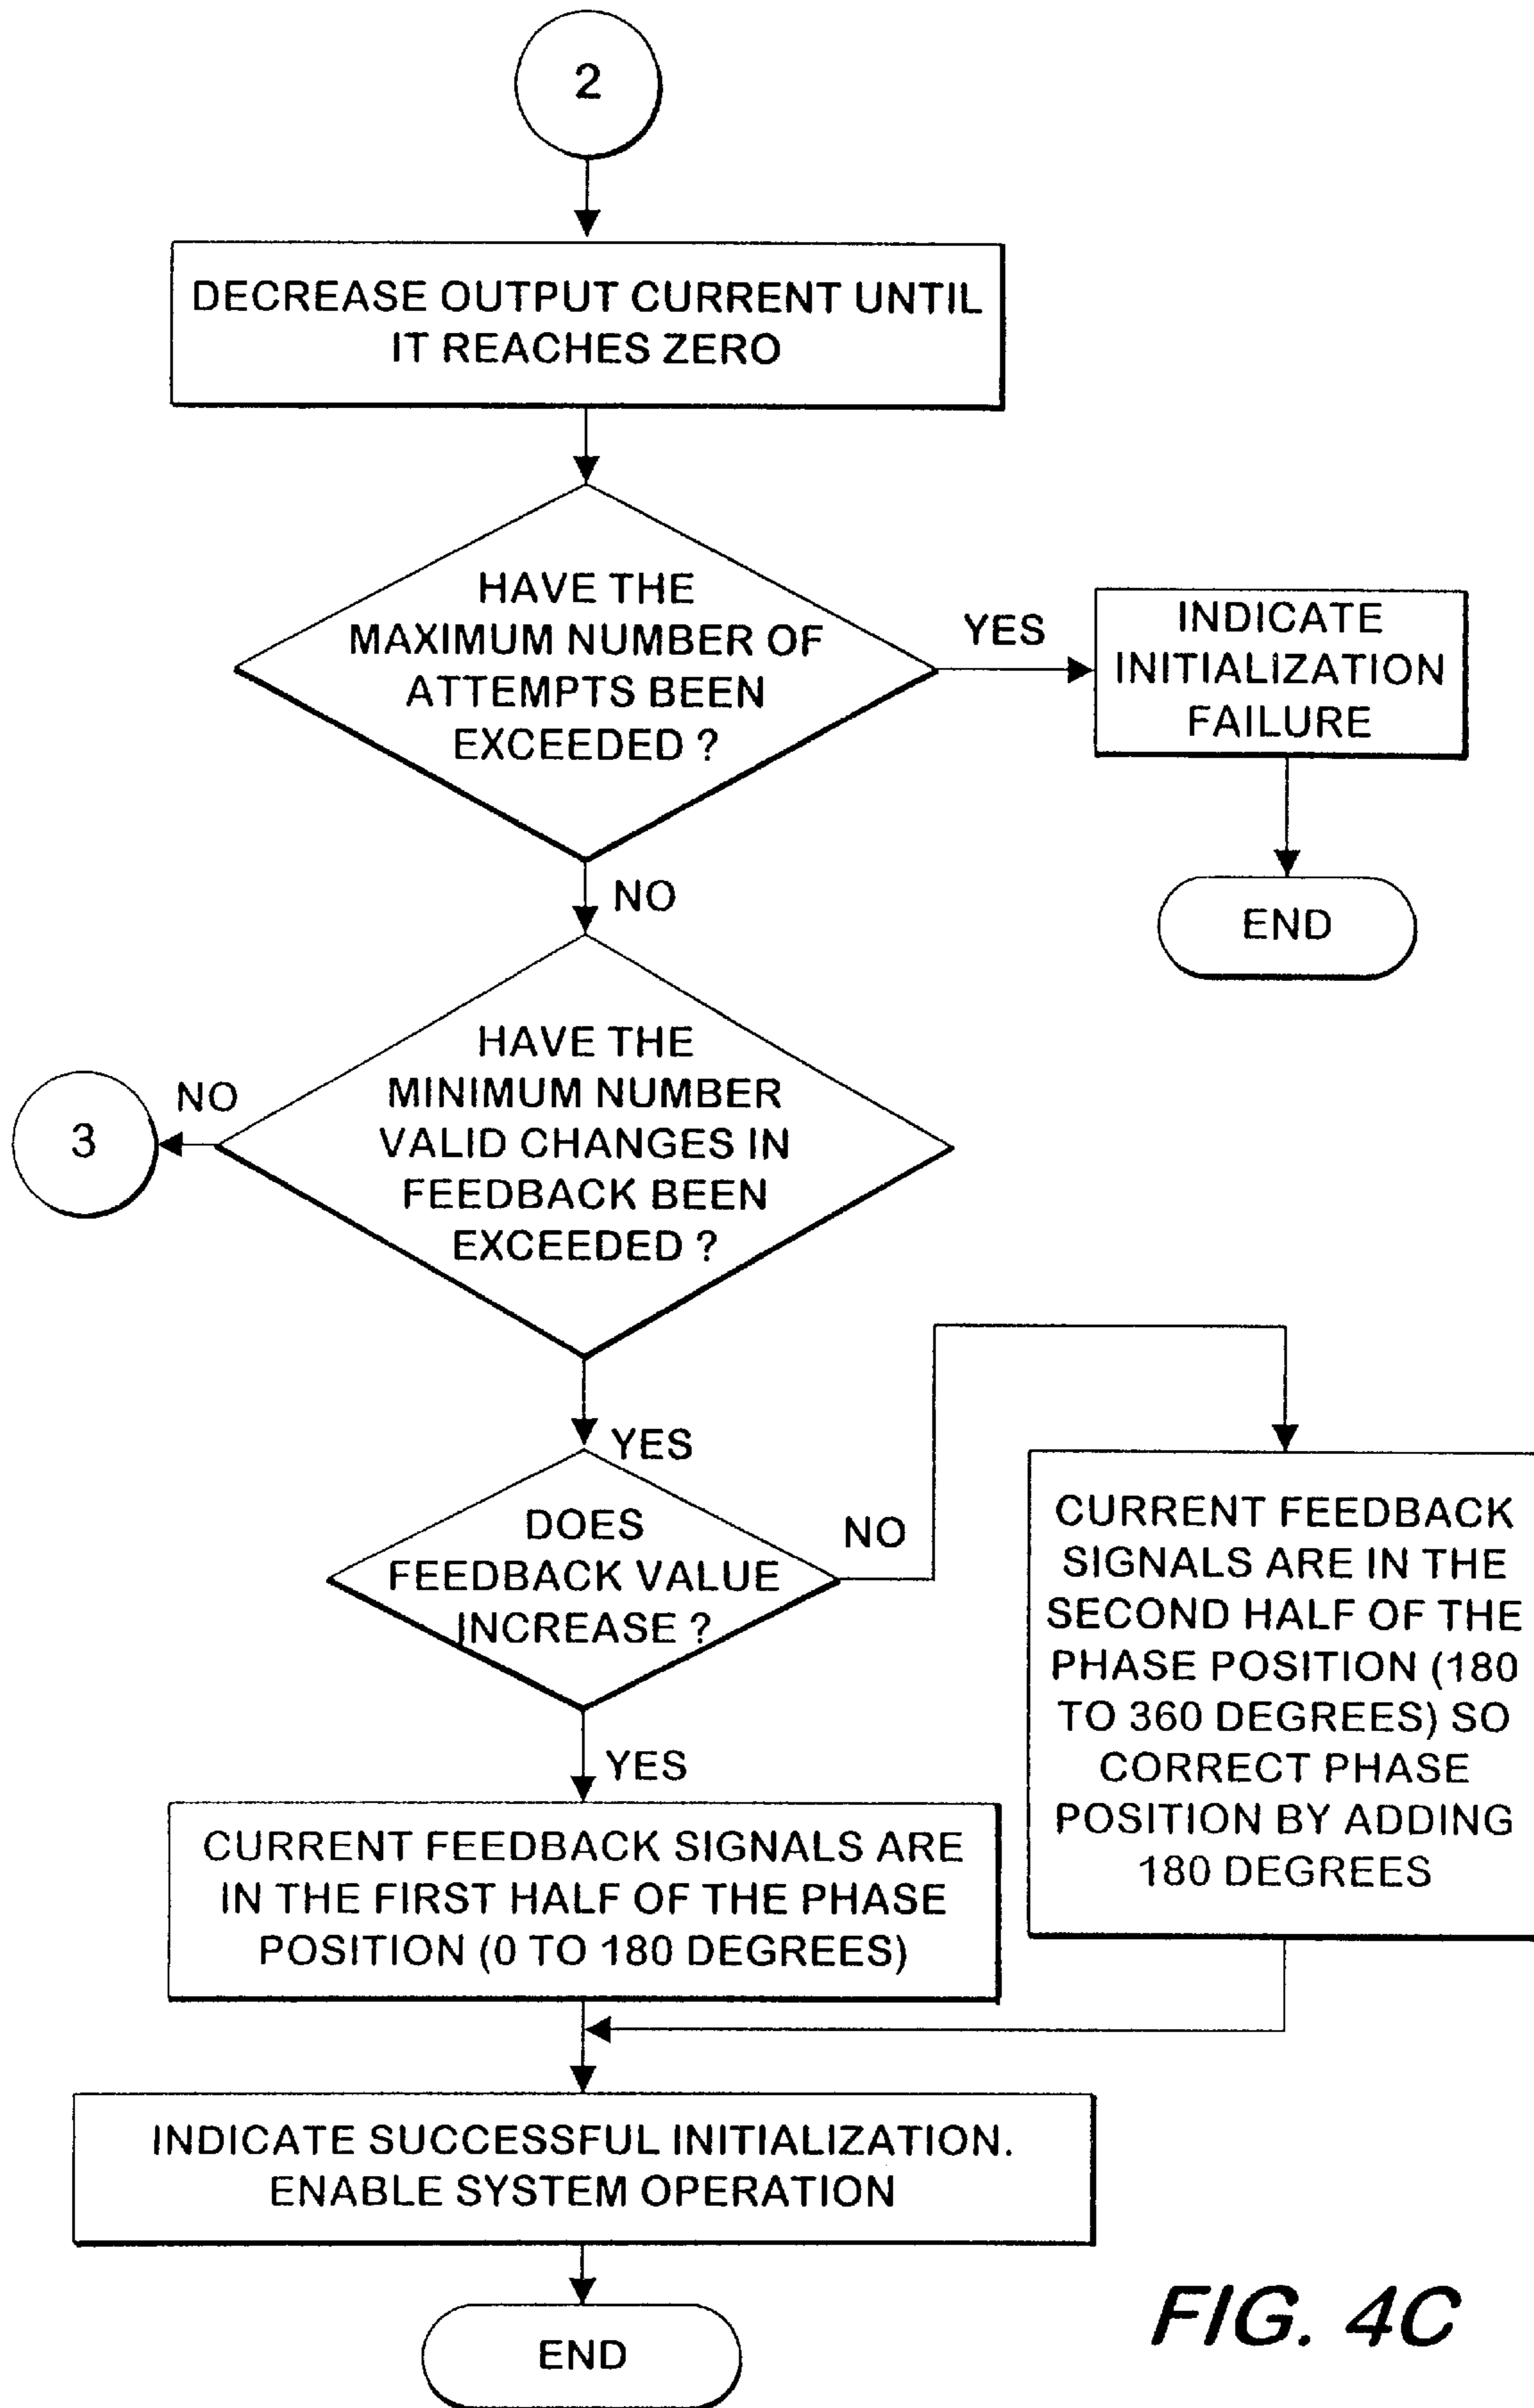 2
DECREASE OUTPUT CURRENT UNTIL
IT REACHES ZERO
HAVE THE
MAXIMUM NUMBER OF
ATTEMPTS BEEN
EXCEEDED ?
YES
INDICATE
INITIALIZATION
FAILURE
END
NO
HAVE THE
MINIMUM NUMBER
VALID CHANGES IN
FEEDBACK BEEN
EXCEEDED ?
NO
3
YES
DOES
FEEDBACK VALUE
INCREASE ?
NO
CURRENT FEEDBACK
SIGNALS ARE IN THE
SECOND HALF OF THE
PHASE POSITION (180
TO 360 DEGREES) SO
CORRECT PHASE
POSITION BY ADDING
180 DEGREES
YES
CURRENT FEEDBACK SIGNALS ARE
IN THE FIRST HALF OF THE PHASE
POSITION (0 TO 180 DEGREES)
INDICATE SUCCESSFUL INITIALIZATION.
ENABLE SYSTEM OPERATION
END
FIG. 4C